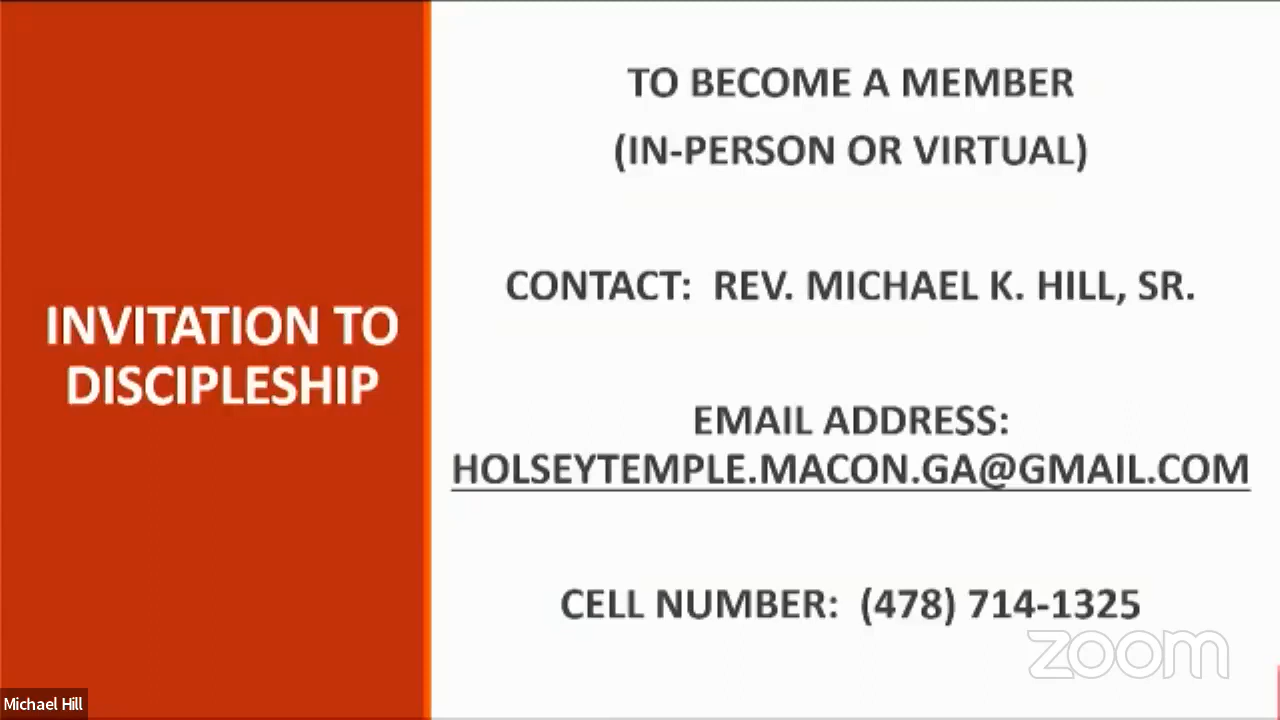 INVITATION TO
DISCIPLESHIP
TO BECOME A MEMBER
(IN-PERSON OR VIRTUAL)
CONTACT: REV. MICHAEL K. HILL, SR.
EMAIL ADDRESS:
HOLSEYTEMPLE.MACON.GA@GMAIL.COM
CELL NUMBER: (478) 714-1325
zoom
Michael Hill